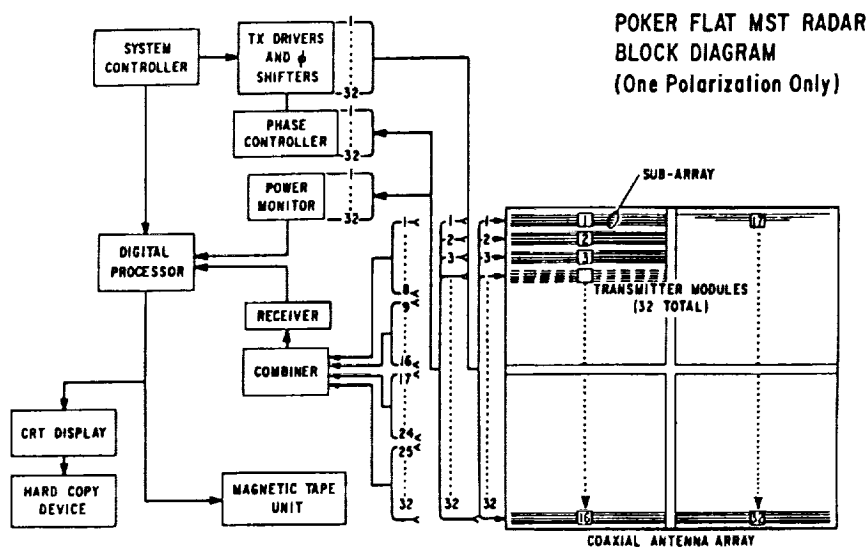 POKER FLAT MST RADAR
BLOCK DIAGRAM
(One Polarization Only)
SYSTEM
CONTROLLER
TX DRIVERS
AND ϕ
SHIFTERS
1
32
PHASE
CONTROLLER
1
32
POWER
MONITOR
1
32
DIGITAL
PROCESSOR
RECEIVER
COMBINER
CRT DISPLAY
HARD COPY
DEVICE
MAGNETIC TAPE
UNIT
1
8
9
16
17
24
25
32
1
2
3
32
1
2
3
32
SUB-ARRAY
1
2
3
17
TRANSMITTER MODULES
(32 TOTAL)
16
32
COAXIAL ANTENNA ARRAY